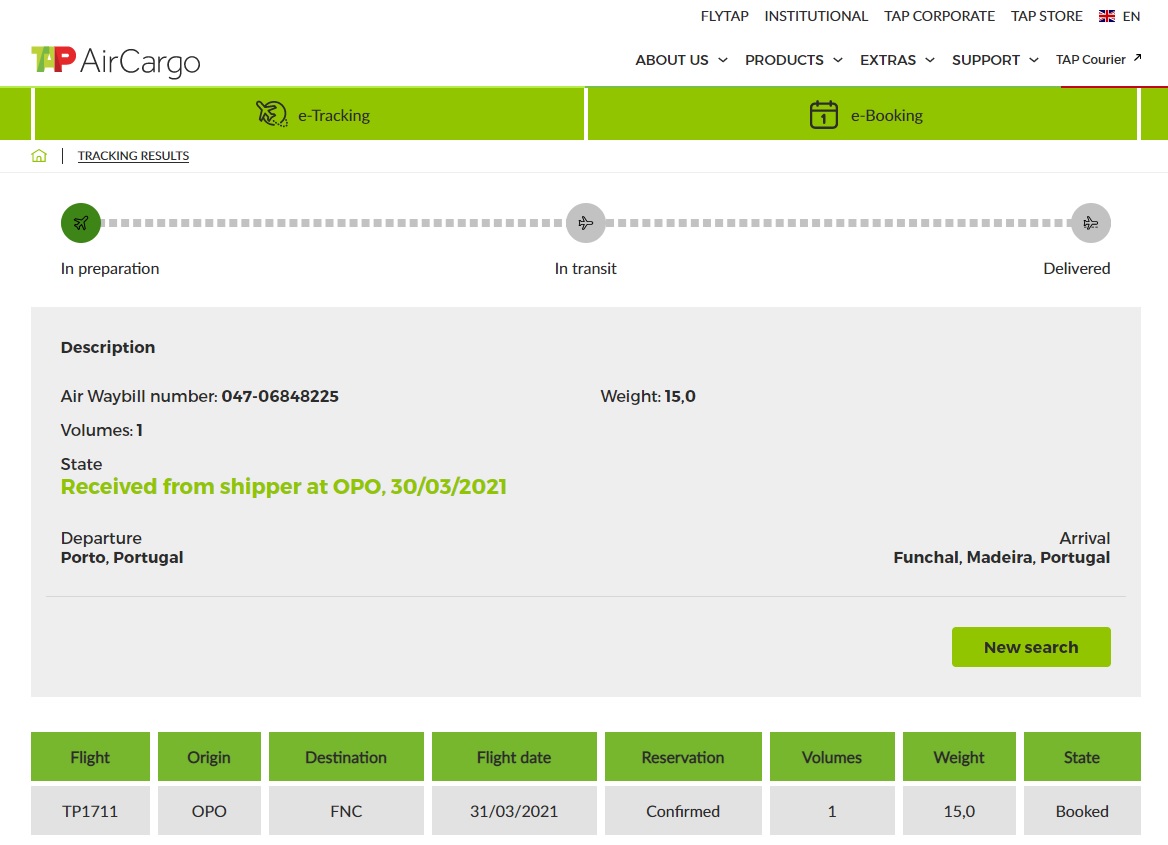 FLYTAP INSTITUTIONAL TAP CORPORATE TAP STORE EN
TAP AirCargo
ABOUT US PRODUCTS EXTRAS SUPPORT TAP Courier
e-Tracking
1 e-Booking
TRACKING RESULTS
In preparation In transit Delivered
Description
Air Waybill number: 047-06848225 Weight: 15,0
Volumes: 1
State
Received from shipper at OPO, 30/03/2021
Departure Arrival
Porto, Portugal Funchal, Madeira, Portugal
New search
Flight Origin Destination Flight date Reservation Volumes Weight State
TP1711 OPO FNC 31/03/2021 Confirmed 1 15,0 Booked